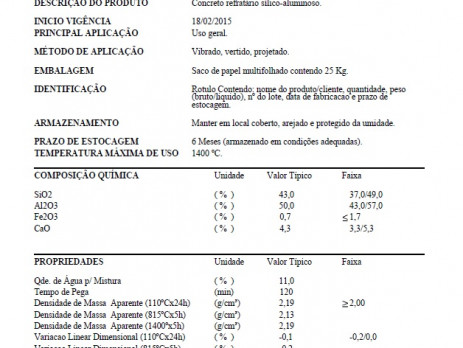 DESCRIÇÃO DO PRODUTO Concreto refratário sílico-aluminoso.
INICIO VIGÊNCIA 18/02/2015
PRINCIPAL APLICAÇÃO Uso geral.
MÉTODO DE APLICAÇÃO Vibrado, vertido, projetado.
EMBALAGEM Saco de papel multifolhado contendo 25 Kg.
IDENTIFICAÇÃO Rotulo Contendo: nome do produto/cliente, quantidade, peso
(bruto/liquido), nº do lote, data de fabricacao e prazo de
estocagem.
ARMAZENAMENTO Manter em local coberto, arejado e protegido da umidade.
PRAZO DE ESTOCAGEM 6 Meses (armazenado em condições adequadas).
TEMPERATURA MÁXIMA DE USO 1400 ºC.
COMPOSIÇÃO QUÍMICA Unidade Valor Típico Faixa
SiO2 ( % ) 43,0 37,0/49,0
Al2O3 ( % ) 50,0 43,0/57,0
Fe2O3 ( % ) 0,7 ≤ 1,7
CaO ( % ) 4,3 3,3/5,3
PROPRIEDADES Unidade Valor Típico Faixa
Qde. de Água p/ Mistura ( % ) 11,0
Tempo de Pega (min) 120
Densidade de Massa Aparente (110ºCx24h) (g/cm³) 2,19 ≥ 2,00
Densidade de Massa Aparente (815ºCx5h) (g/cm³) 2,13
Densidade de Massa Aparente (1400ºx5h) (g/cm³) 2,19
Variacao Linear Dimensional (110ºCx24h) ( % ) -0,1 -0,2/0,0
Variacao Linear Dimensional (815ºCx5h) ( % ) -0,2